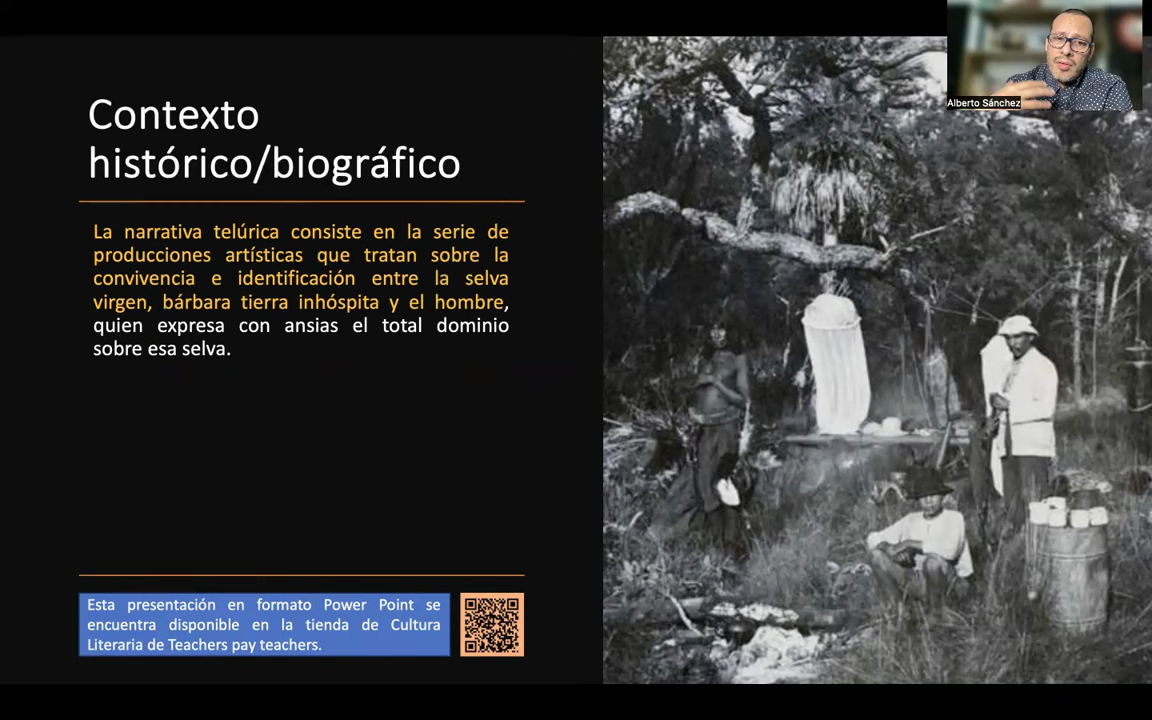 Alberto Sánchez
Contexto
histórico/biográfico
La narrativa telúrica consiste en la serie de
producciones artísticas que tratan sobre la
convivencia e identificación entre la selva
virgen, bárbara tierra inhóspita y el hombre,
quien expresa con ansias el total dominio
sobre esa selva.
Esta presentación en formato Power Point se
encuentra disponible en la tienda de Cultura
Literaria de Teachers pay teachers.